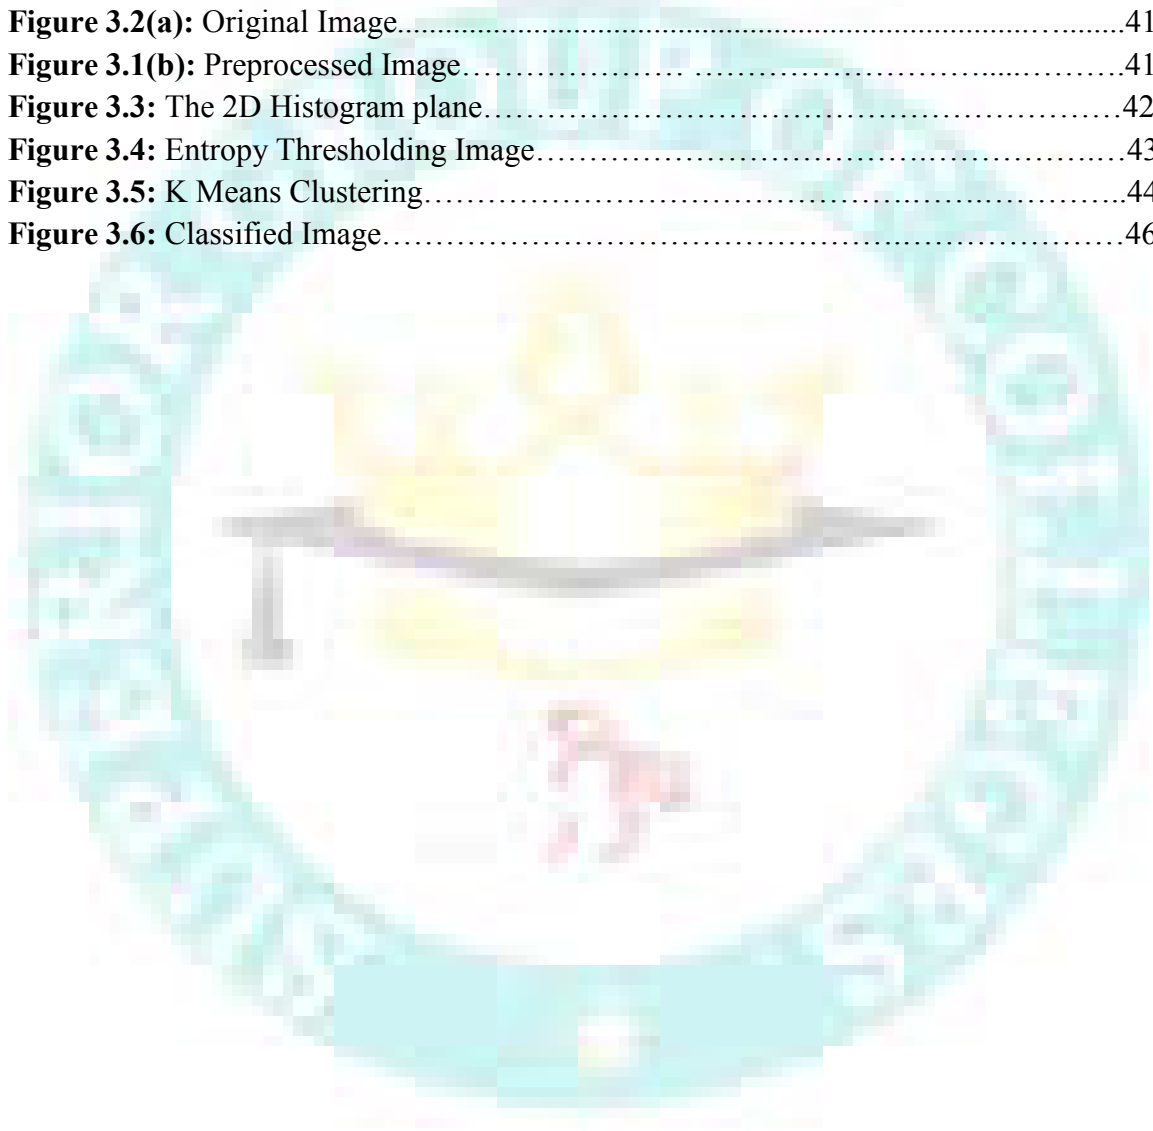 Figure 3.2(a): Original Image..............................................................................................................…......41
Figure 3.1(b): Preprocessed Image…………………… …………………………….....………41
Figure 3.3: The 2D Histogram plane……………………………………………………………42
Figure 3.4: Entropy Thresholding Image……………………………………………………..…43
Figure 3.5: K Means Clustering…………………………………………………………………..44
Figure 3.6: Classified Image……………………………………………..………………………46